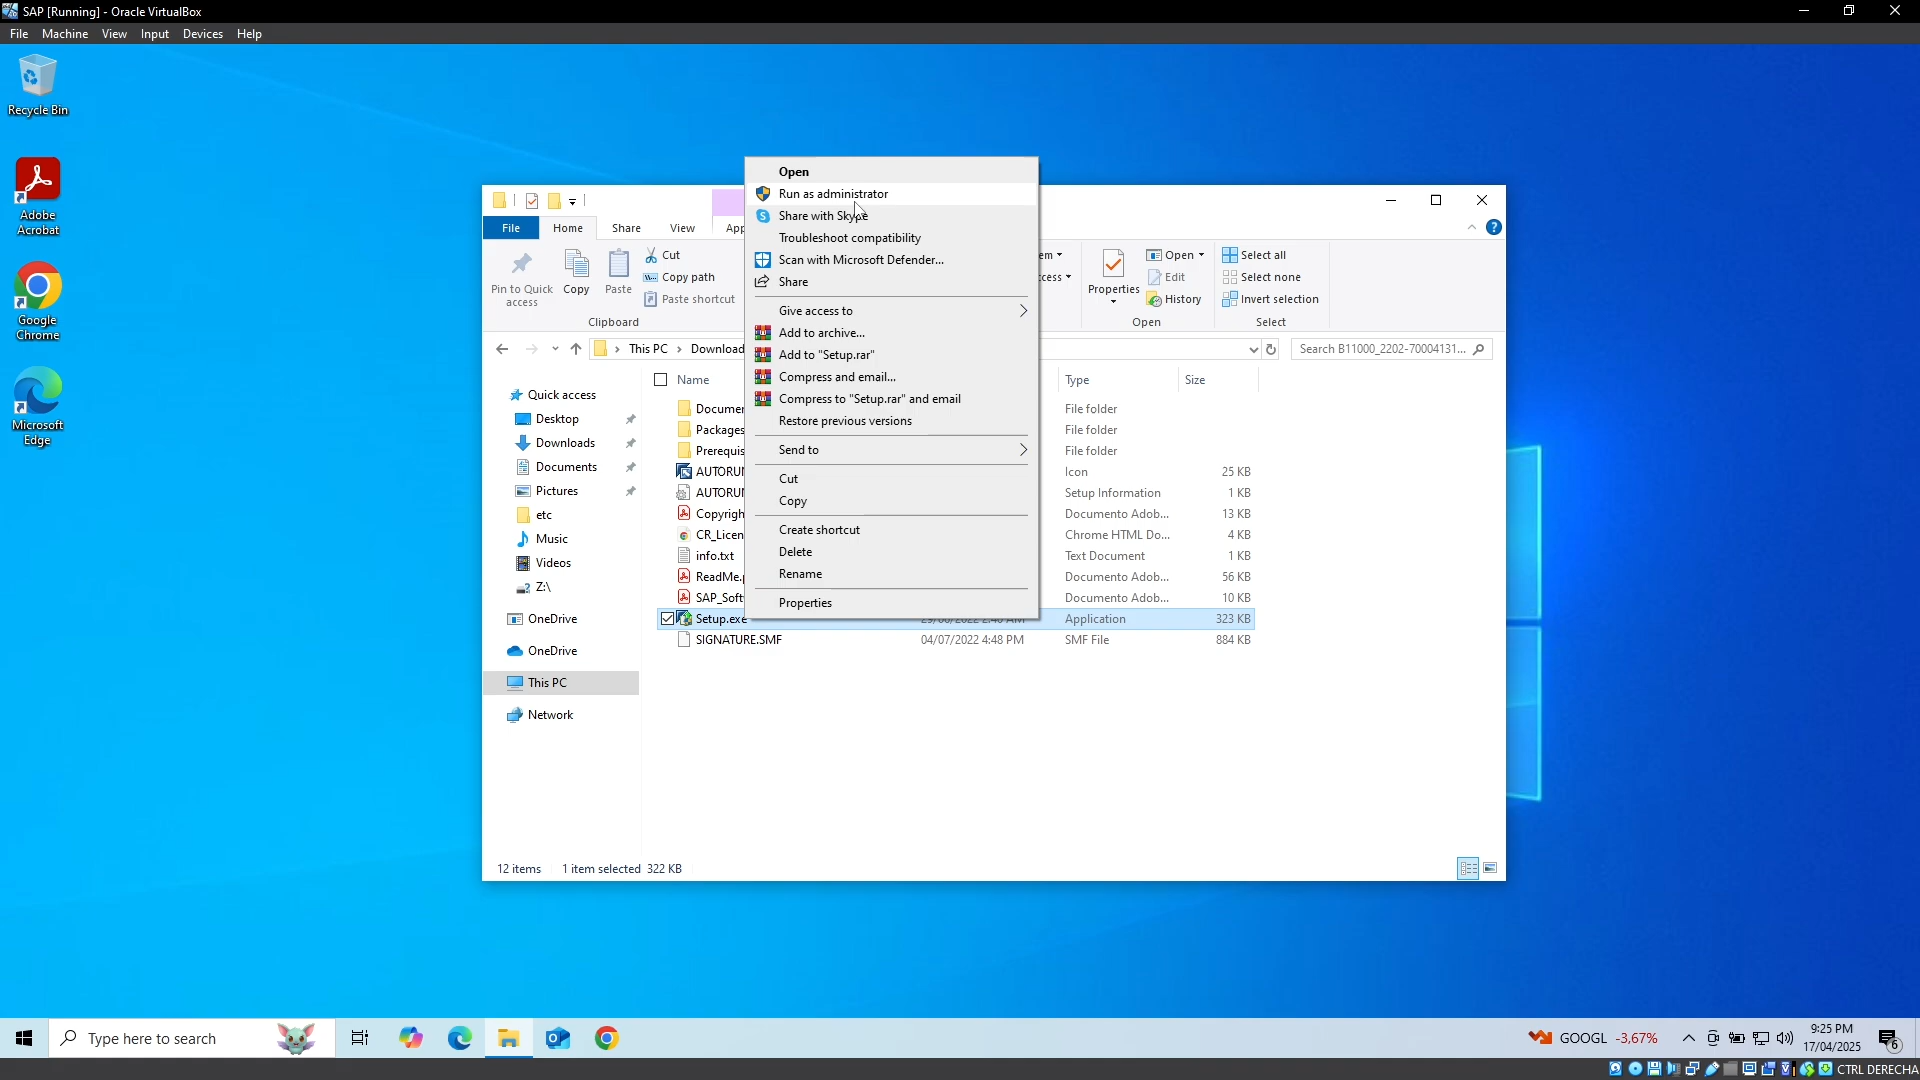 SAP [Running] - Oracle VirtualBox
File Machine View Input Devices Help
Recycle Bin
Adobe
Acrobat
Google
Chrome
Microsoft
Edge
Open
Run as administrator
Share with Skype
Troubleshoot compatibility
Scan with Microsoft Defender...
Share
Give access to
Add to archive...
Add to "Setup.rar"
Compress and email...
Compress to "Setup.rar" and email
Restore previous versions
Send to
Cut
Copy
Create shortcut
Delete
Rename
Properties
File Home Share View
Pin to Quick
access
Copy
Paste
Cut
Copy path
Paste shortcut
Clipboard
Properties
Open
Edit
History
Open
Select all
Select none
Invert selection
Select
This PC
Search B11000_2202-70004131...
Name Type Size
Quick access
Desktop
Downloads
Documents
Pictures
etc
Music
Videos
Z:\
OneDrive
OneDrive
This PC
Network
File folder
File folder
File folder
Icon 25 KB
Setup Information 1 KB
Documento Adob... 13 KB
Chrome HTML Do... 4 KB
info.txt Text Document 1 KB
Documento Adob... 56 KB
Documento Adob... 10 KB
Setup.exe Application 323 KB
SIGNATURE.SMF 04/07/2022 4:48 PM SMF File 884 KB
12 items 1 item selected 322 KB
Type here to search
GOOGL -3,67%
9:25 PM
17/04/2025
6
CTRL DERECHA